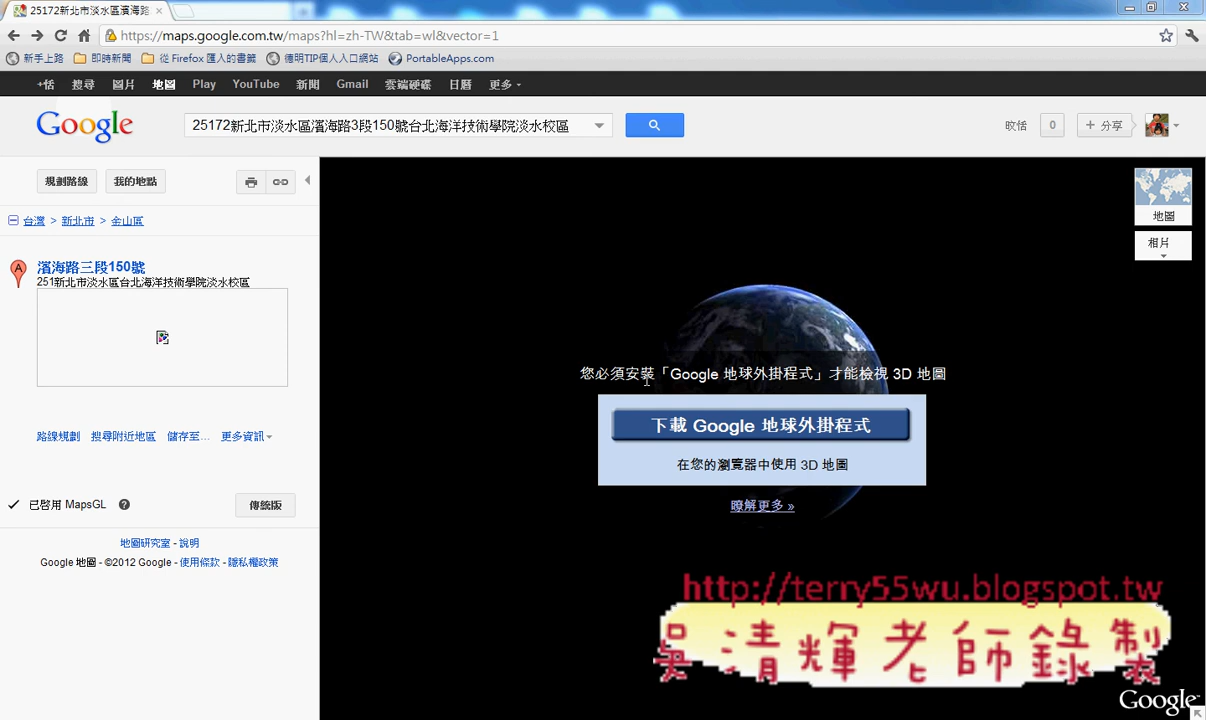 25172新北市淡水區濱海路
https://maps.google.com.tw/maps?hl=zh-TW&tab=wl&vector=1
新手上路 即時新聞 從 Firefox 匯入的書籤 德明TIP個人入口網站 PortableApps.com
+恬 搜尋 圖片 地圖 Play YouTube 新聞 Gmail 雲端硬碟 日曆 更多
Google 25172新北市淡水區濱海路3段150號台北海洋技術學院淡水校區 旼恬 0 + 分享
規劃路線 我的地點
地圖
相片
台灣 > 新北市 > 金山區
A 濱海路三段150號
251新北市淡水區台北海洋技術學院淡水校區
您必須安裝「Google 地球外掛程式」才能檢視 3D 地圖
下載 Google 地球外掛程式
在您的瀏覽器中使用 3D 地圖
瞭解更多 »
路線規劃 搜尋附近地區 儲存至... 更多資訊
已啟用 MapsGL ? 傳統版
地圖研究室 - 說明
Google 地圖 - ©2012 Google - 使用條款 - 隱私權政策
http://terry55wu.blogspot.tw
吳清輝老師錄製
Google